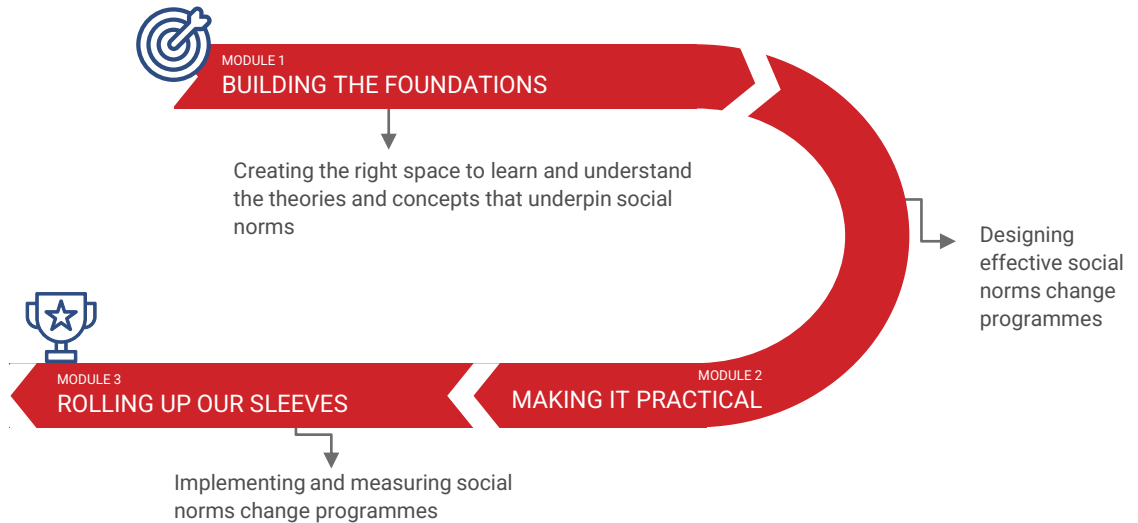 MODULE 1
BUILDING THE FOUNDATIONS
Creating the right space to learn and understand
the theories and concepts that underpin social
norms
Designing
effective social
norms change
programmes
MODULE 2
MAKING IT PRACTICAL
MODULE 3
ROLLING UP OUR SLEEVES
Implementing and measuring social
norms change programmes